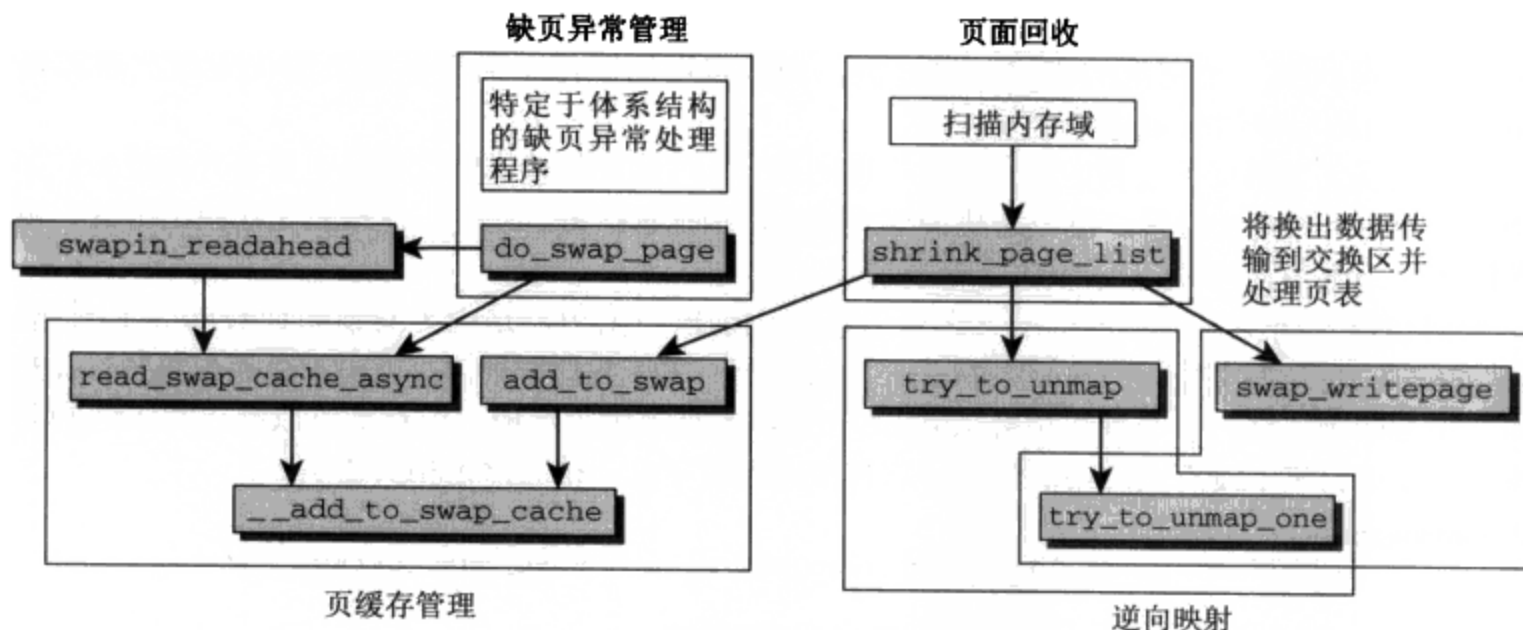 缺页异常管理
页面回收
特定于体系结构
的缺页异常处理
程序
扫描内存域
swapin_readahead
do_swap_page
shrink_page_list
将换出数据传
输到交换区并
处理页表
read_swap_cache_async
add_to_swap
try_to_unmap
swap_writepage
__add_to_swap_cache
try_to_unmap_one
页缓存管理
逆向映射